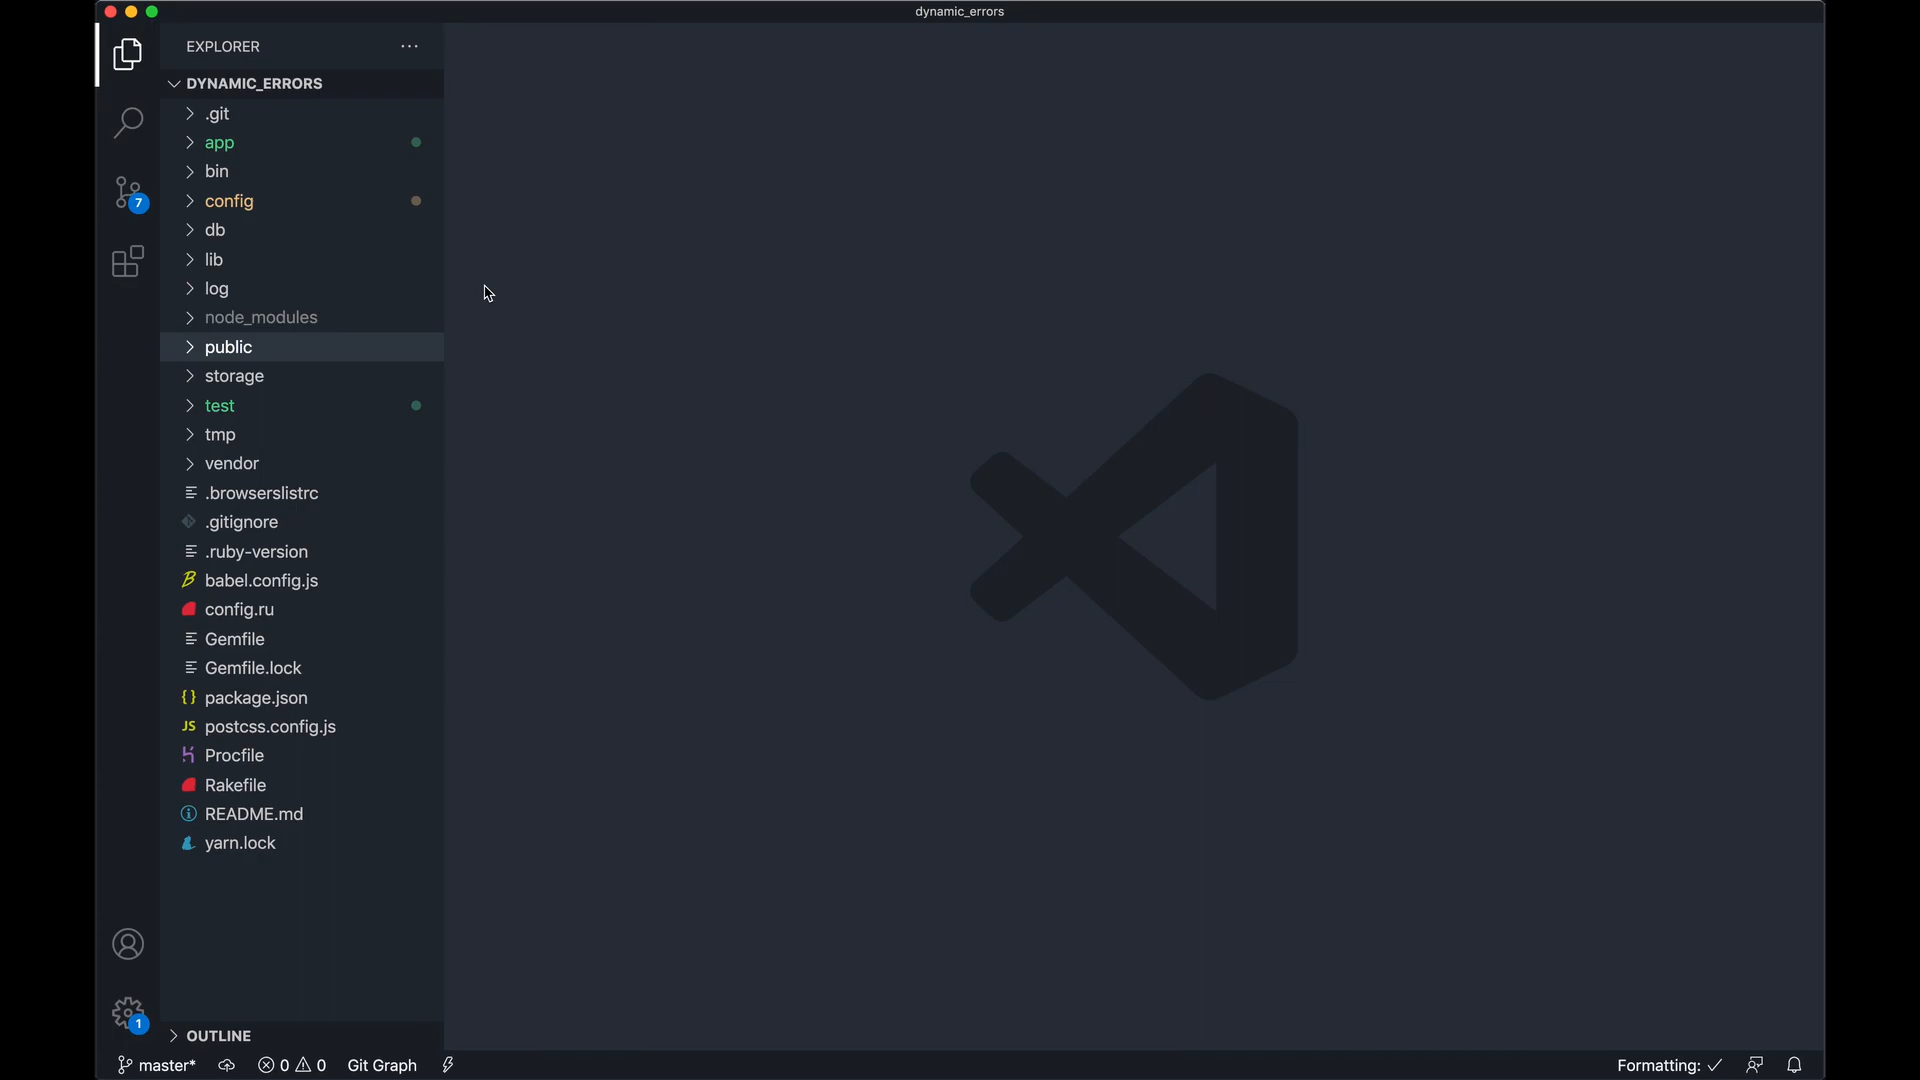 dynamic_errors
EXPLORER
DYNAMIC_ERRORS
.git
app
bin
7
config
db
lib
log
node_modules
public
storage
test
tmp
vendor
.browserslistrc
.gitignore
.ruby-version
babel.config.js
config.ru
Gemfile
Gemfile.lock
{} package.json
JS postcss.config.js
Procfile
Rakefile
README.md
yarn.lock
1
OUTLINE
master* 0 0 Git Graph Formatting: